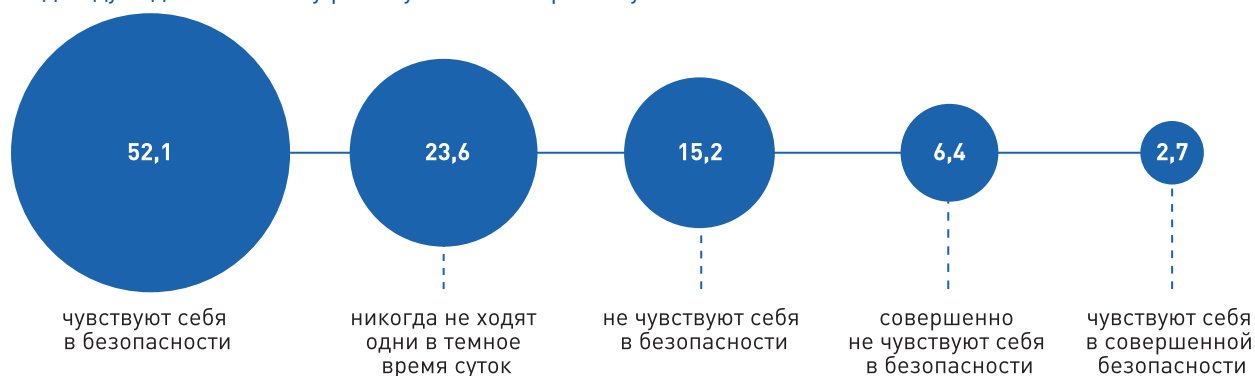 52,1
23,6
15,2
6,4
2,7
чувствуют себя
в безопасности
никогда не ходят
одни в темное
время суток
не чувствуют себя
в безопасности
совершенно
не чувствуют себя
в безопасности
чувствуют себя
в совершенной
безопасности